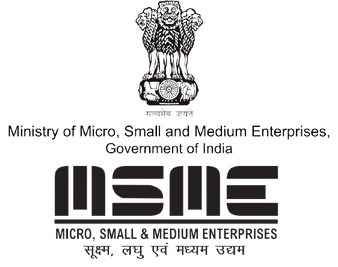 सत्यमेव जयते
Ministry of Micro, Small and Medium Enterprises,
Government of India
MSME
MICRO, SMALL & MEDIUM ENTERPRISES
सूक्ष्म, लघु एवं मध्यम उद्यम